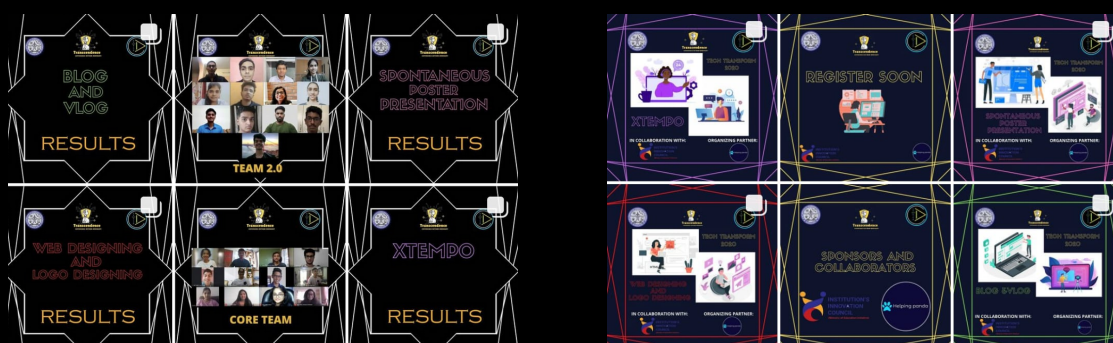 Transcendence
BLOG
AND
VLOG
RESULTS
Transcendence
TEAM 2.0
Transcendence
SPONTANEOUS
POSTER
PRESENTATION
RESULTS
Transcendence
WEB DESIGNING
AND
LOGO DESIGNING
RESULTS
Transcendence
CORE TEAM
Transcendence
XTEMPO
RESULTS
Transcendence
TECH TRANSFORM
2020
XTEMPO
IN COLLABORATION WITH:
ORGANIZING PARTNER:
Transcendence
REGISTER SOON
Transcendence
TECH TRANSFORM
2020
SPONTANEOUS
POSTER
PRESENTATION
IN COLLABORATION WITH:
ORGANIZING PARTNER:
Transcendence
TECH TRANSFORM
2020
WEB DESIGNING
AND
LOGO DESIGNING
IN COLLABORATION WITH:
ORGANIZING PARTNER:
Transcendence
SPONSORS AND
COLLABORATORS
INSTITUTION'S
INNOVATION
COUNCIL
Helping panda
Transcendence
TECH TRANSFORM
2020
BLOG &VLOG
IN COLLABORATION WITH:
ORGANIZING PARTNER: